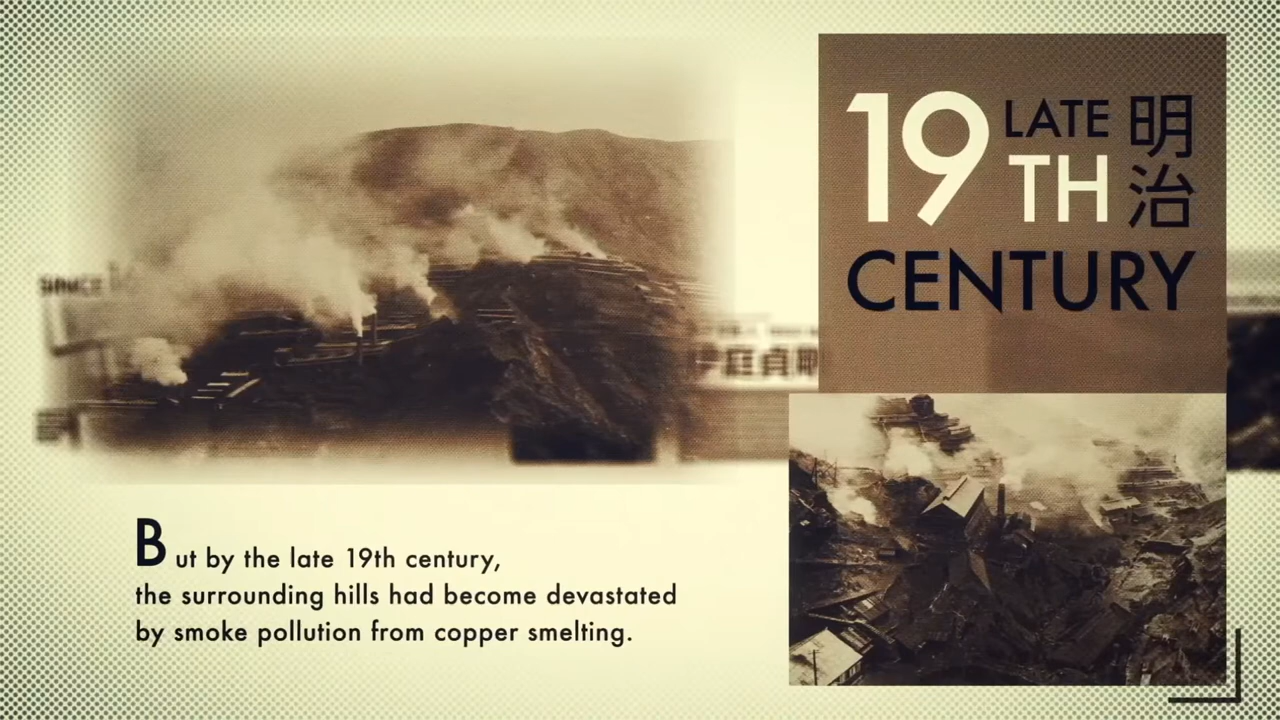 19 LATE TH 明治
CENTURY
But by the late 19th century,
the surrounding hills had become devastated
by smoke pollution from copper smelting.